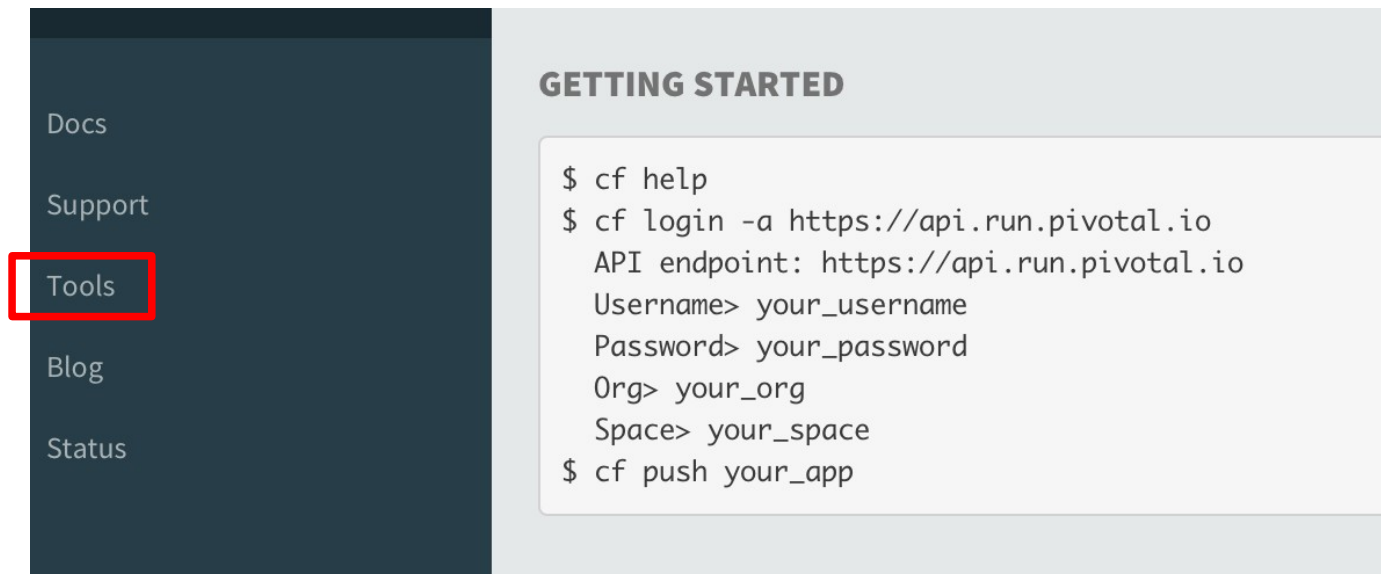 Docs
Support
Tools
Blog
Status
GETTING STARTED
$ cf help
$ cf login -a https://api.run.pivotal.io
API endpoint: https://api.run.pivotal.io
Username> your_username
Password> your_password
Org> your_org
Space> your_space
$ cf push your_app